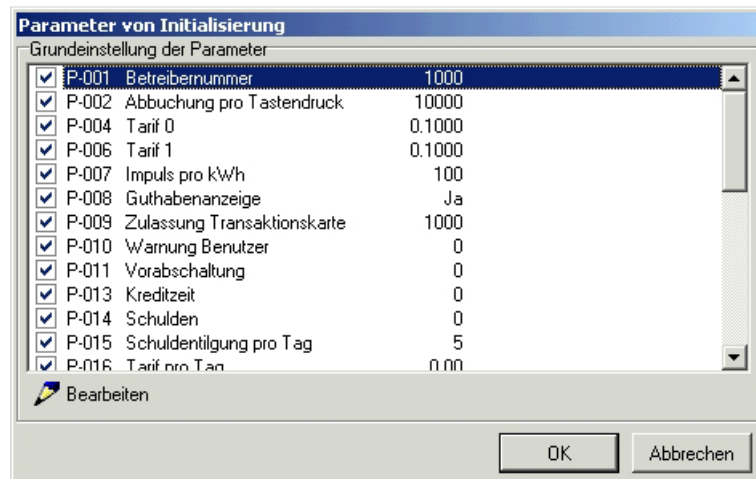 Parameter von Initialisierung
Grundeinstellung der Parameter
P-001 Betreibernummer 1000
P-002 Abbuchung pro Tastendruck 10000
P-004 Tarif 0 0.1000
P-006 Tarif 1 0.1000
P-007 Impuls pro kWh 100
P-008 Guthabenanzeige Ja
P-009 Zulassung Transaktionskarte 1000
P-010 Warnung Benutzer 0
P-011 Vorabschaltung 0
P-013 Kreditzeit 0
P-014 Schulden 0
P-015 Schuldentilgung pro Tag 5
P-016 Tarif pro Tag 0.00
Bearbeiten
OK Abbrechen